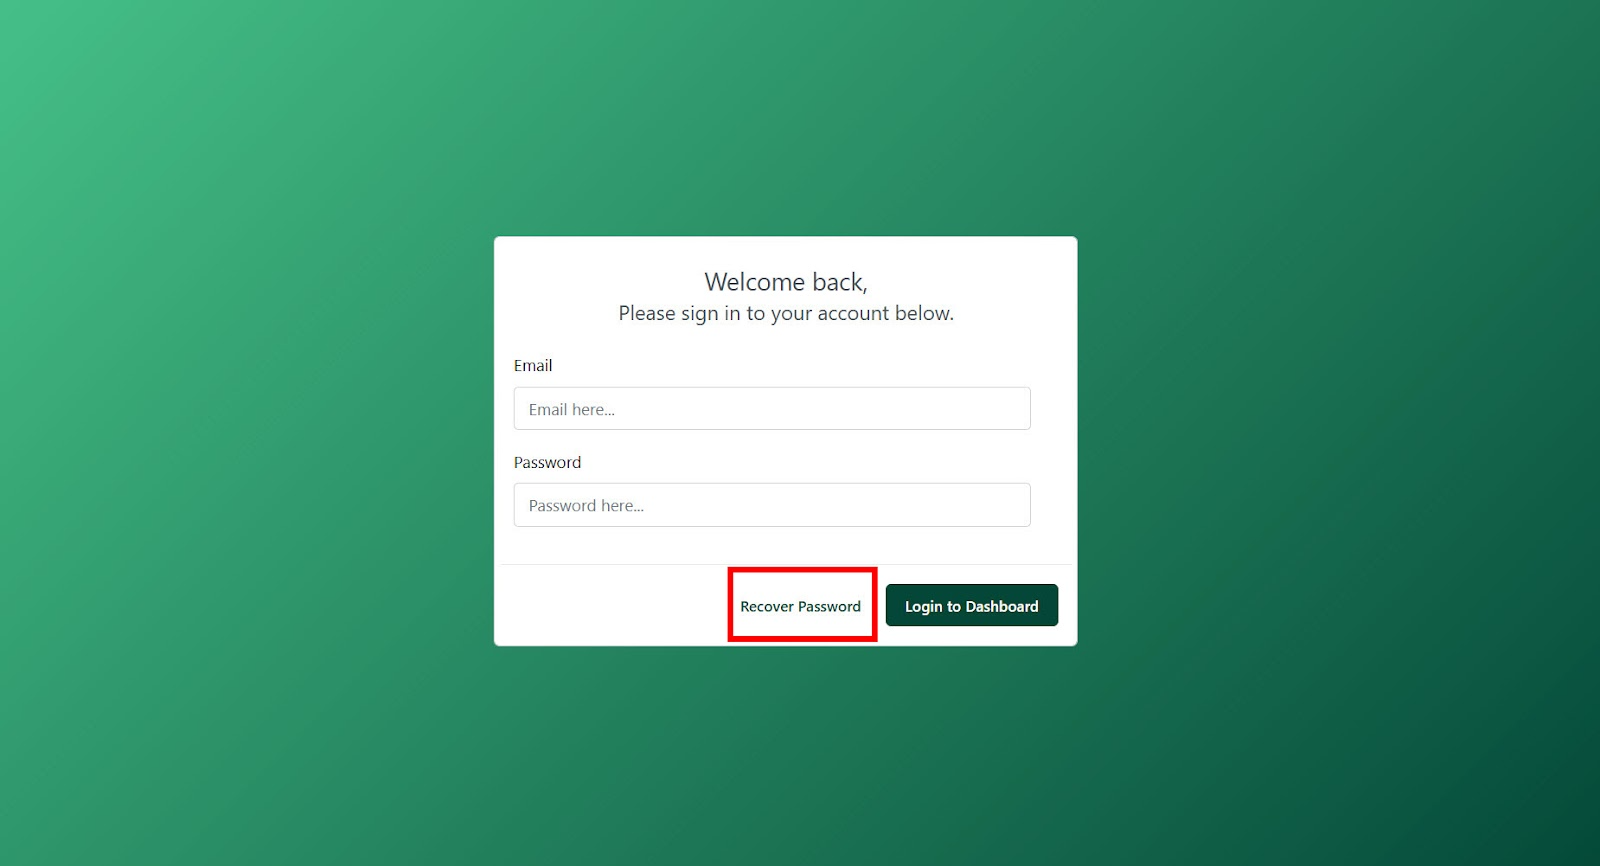 Welcome back,
Please sign in to your account below.
Email
Email here...
Password
Password here...
Recover Password
Login to Dashboard